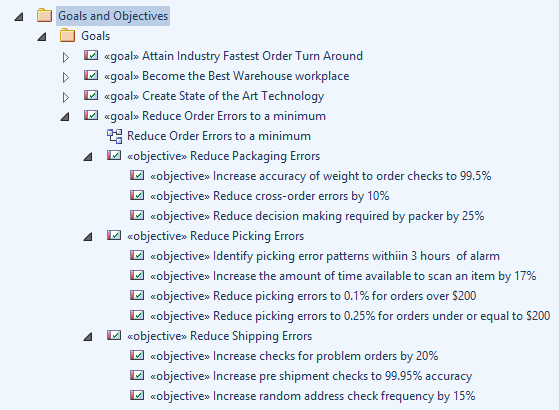 Goals and Objectives
Goals
«goal» Attain Industry Fastest Order Turn Around
«goal» Become the Best Warehouse workplace
«goal» Create State of the Art Technology
«goal» Reduce Order Errors to a minimum
Reduce Order Errors to a minimum
«objective» Reduce Packaging Errors
«objective» Increase accuracy of weight to order checks to 99.5%
«objective» Reduce cross-order errors by 10%
«objective» Reduce decision making required by packer by 25%
«objective» Reduce Picking Errors
«objective» Identify picking error patterns withiin 3 hours of alarm
«objective» Increase the amount of time available to scan an item by 17%
«objective» Reduce picking errors to 0.1% for orders over $200
«objective» Reduce picking errors to 0.25% for orders under or equal to $200
«objective» Reduce Shipping Errors
«objective» Increase checks for problem orders by 20%
«objective» Increase pre shipment checks to 99.95% accuracy
«objective» Increase random address check frequency by 15%